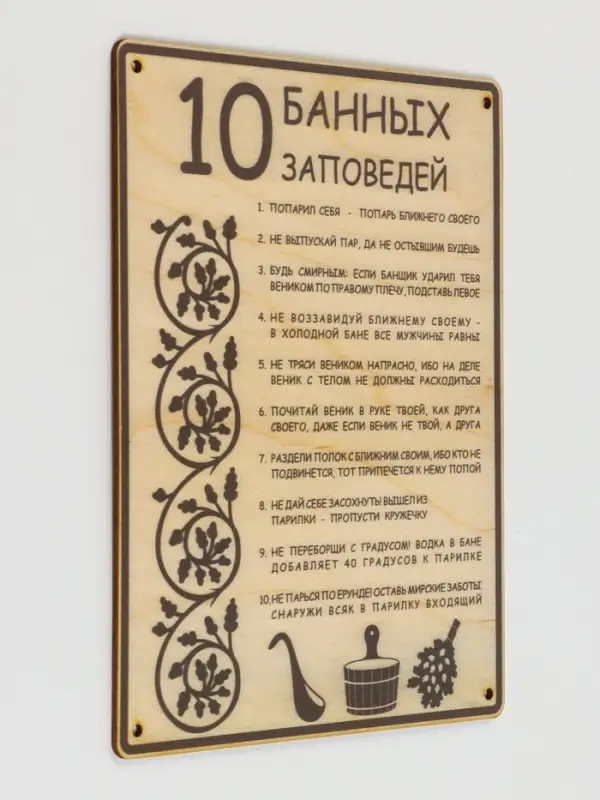 10 БАННЫХ
ЗАПОВЕДЕЙ
1. ПОПАРИЛ СЕБЯ - ПОПАРЬ БЛИЖНЕГО СВОЕГО
2. НЕ ВЫПУСКАЙ ПАР, ДА НЕ ОСТЫВШИМ БУДЕШЬ
3. БУДЬ СМИРНЫМ: ЕСЛИ БАНЩИК УДАРИЛ ТЕБЯ
ВЕНИКОМ ПО ПРАВОМУ ПЛЕЧУ, ПОДСТАВЬ ЛЕВОЕ
4. НЕ ВОЗЗАВИДУЙ БЛИЖНЕМУ СВОЕМУ -
В ХОЛОДНОЙ БАНЕ ВСЕ МУЖЧИНЫ РАВНЫ
5. НЕ ТРЯСИ ВЕНИКОМ НАПРАСНО, ИБО НА ДЕЛЕ
ВЕНИК С ТЕЛОМ НЕ ДОЛЖНЫ РАСХОДИТЬСЯ
6. ПОЧИТАЙ ВЕНИК В РУКЕ ТВОЕЙ, КАК ДРУГА
СВОЕГО, ДАЖЕ ЕСЛИ ВЕНИК НЕ ТВОЙ, А ДРУГА
7. РАЗДЕЛИ ПОЛОК С БЛИЖНИМ СВОИМ, ИБО КТО НЕ
ПОДВИНЕТСЯ, ТОТ ПРИПЕЧЕТСЯ К НЕМУ ПОПОЙ
8. НЕ ДАЙ СЕБЕ ЗАСОХНУТЬ! ВЫШЕЛ ИЗ
ПАРИЛКИ - ПРОПУСТИ КРУЖЕЧКУ
9. НЕ ПЕРЕБОРЩИ С ГРАДУСОМ! ВОДКА В БАНЕ
ДОБАВЛЯЕТ 40 ГРАДУСОВ К ПАРИЛКЕ
10. НЕ ПАРЬСЯ ПО ЕРУНДЕ! ОСТАВЬ МИРСКИЕ ЗАБОТЫ
СНАРУЖИ ВСЯК В ПАРИЛКУ ВХОДЯЩИЙ